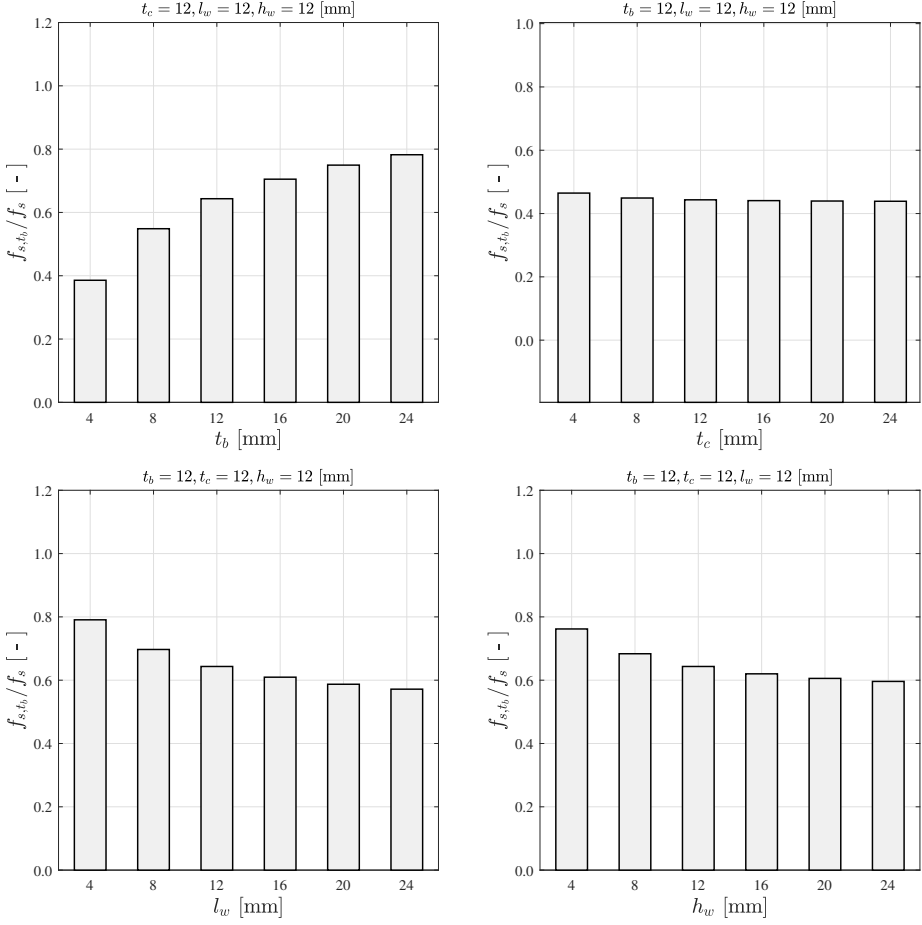 t_c = 12, l_w = 12, h_w = 12 [mm]
1.2
1.0
0.8
0.6
0.4
0.2
0.0
f_{s,t_b}/f_s [ - ]
4 8 12 16 20 24
t_b [mm]
t_b = 12, l_w = 12, h_w = 12 [mm]
1.0
0.8
0.6
0.4
0.2
0.0
f_{s,t_b}/f_s [ - ]
4 8 12 16 20 24
t_c [mm]
t_b = 12, t_c = 12, h_w = 12 [mm]
1.2
1.0
0.8
0.6
0.4
0.2
0.0
f_{s,t_b}/f_s [ - ]
4 8 12 16 20 24
l_w [mm]
t_b = 12, t_c = 12, l_w = 12 [mm]
1.2
1.0
0.8
0.6
0.4
0.2
0.0
f_{s,t_b}/f_s [ - ]
4 8 12 16 20 24
h_w [mm]